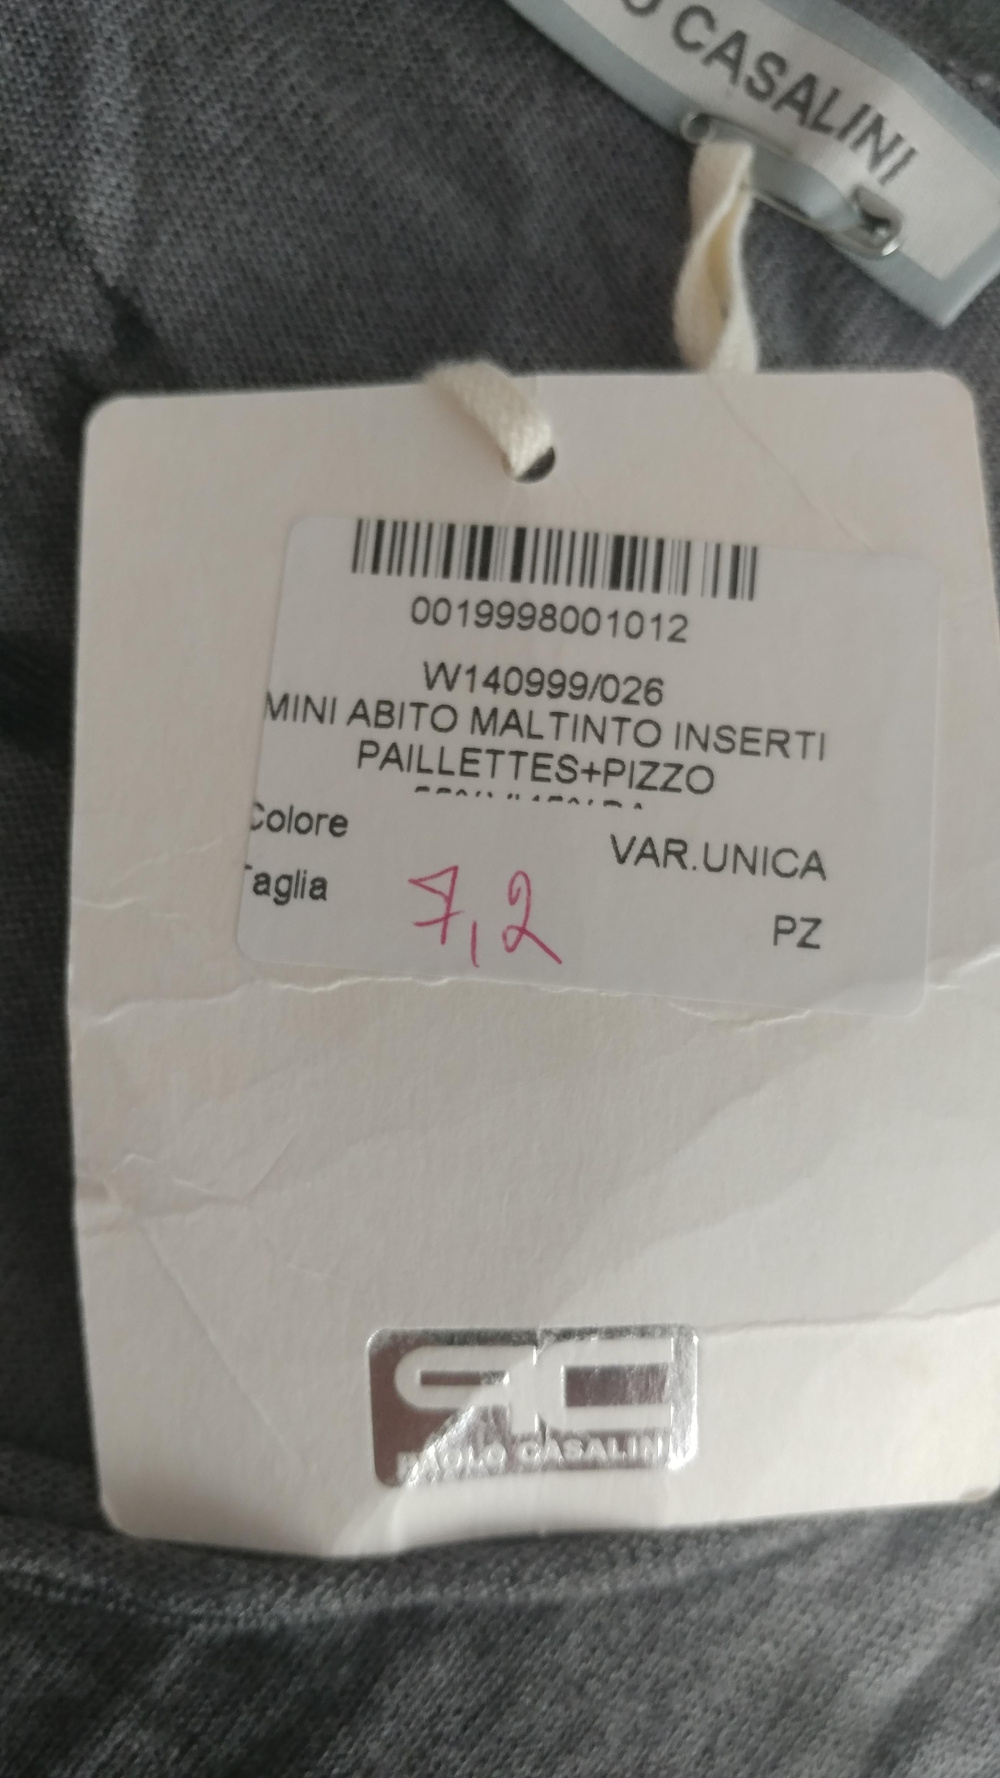 O CASALINI
0019998001012
W140999/026
MINI ABITO MALTINTO INSERTI
PAILLETTES+PIZZO
Colore VAR.UNICA
Taglia 7,2 PZ
PC
PAOLO CASALINI